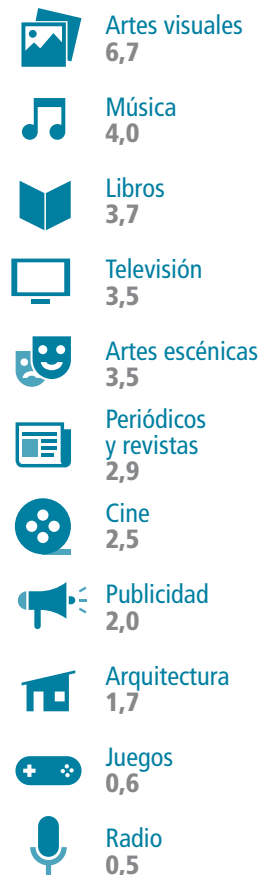 Artes visuales
6,7
Música
4,0
Libros
3,7
Televisión
3,5
Artes escénicas
3,5
Periódicos
y revistas
2,9
Cine
2,5
Publicidad
2,0
Arquitectura
1,7
Juegos
0,6
Radio
0,5